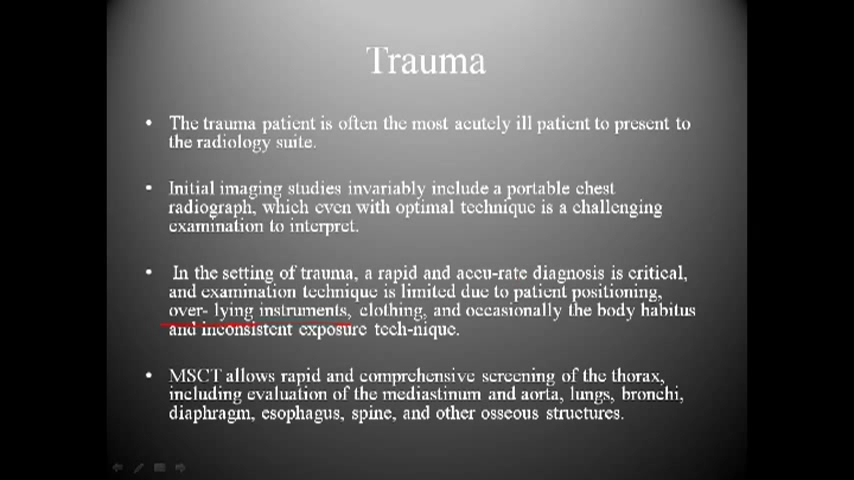 Trauma
• The trauma patient is often the most acutely ill patient to present to
the radiology suite.
• Initial imaging studies invariably include a portable chest
radiograph, which even with optimal technique is a challenging
examination to interpret.
• In the setting of trauma, a rapid and accu-rate diagnosis is critical,
and examination technique is limited due to patient positioning,
over- lying instruments, clothing, and occasionally the body habitus
and inconsistent exposure tech-nique.
• MSCT allows rapid and comprehensive screening of the thorax,
including evaluation of the mediastinum and aorta, lungs, bronchi,
diaphragm, esophagus, spine, and other osseous structures.